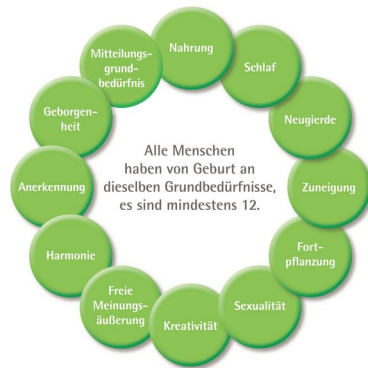 Nahrung
Schlaf
Neugierde
Zuneigung
Fort-
pflanzung
Sexualität
Kreativität
Freie
Meinungs-
äußerung
Harmonie
Anerkennung
Geborgen-
heit
Mitteilungs-
grund-
bedürfnis
Alle Menschen
haben von Geburt an
dieselben Grundbedürfnisse,
es sind mindestens 12.